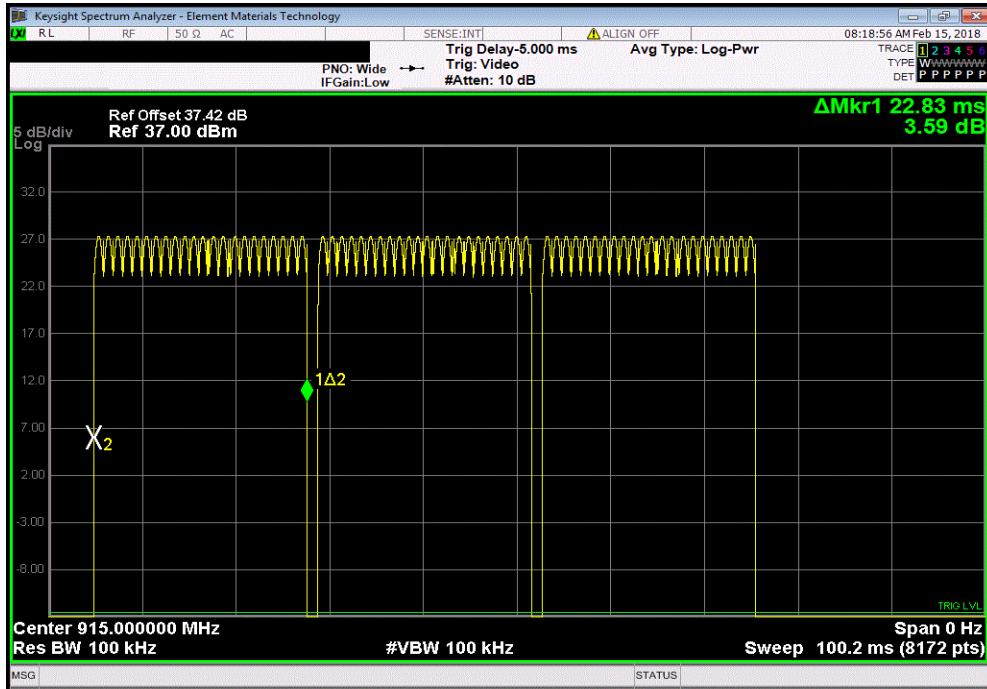 Keysight Spectrum Analyzer - Element Materials Technology
LXI RL RF 50 Ω AC SENSE:INT ALIGN OFF 08:18:56 AM Feb 15, 2018
Trig Delay-5.000 ms Avg Type: Log-Pwr TRACE 1 2 3 4 5 6
PNO: Wide Trig: Video TYPE WWWWWW
IFGain:Low #Atten: 10 dB DET P P P P P P
ΔMkr1 22.83 ms
3.59 dB
Ref Offset 37.42 dB
5 dB/div Ref 37.00 dBm
Log
32.0
27.0
22.0
17.0
12.0
1Δ2
7.00
X2
2.00
-3.00
-8.00
TRIG LVL
Center 915.000000 MHz Span 0 Hz
Res BW 100 kHz #VBW 100 kHz Sweep 100.2 ms (8172 pts)
MSG STATUS